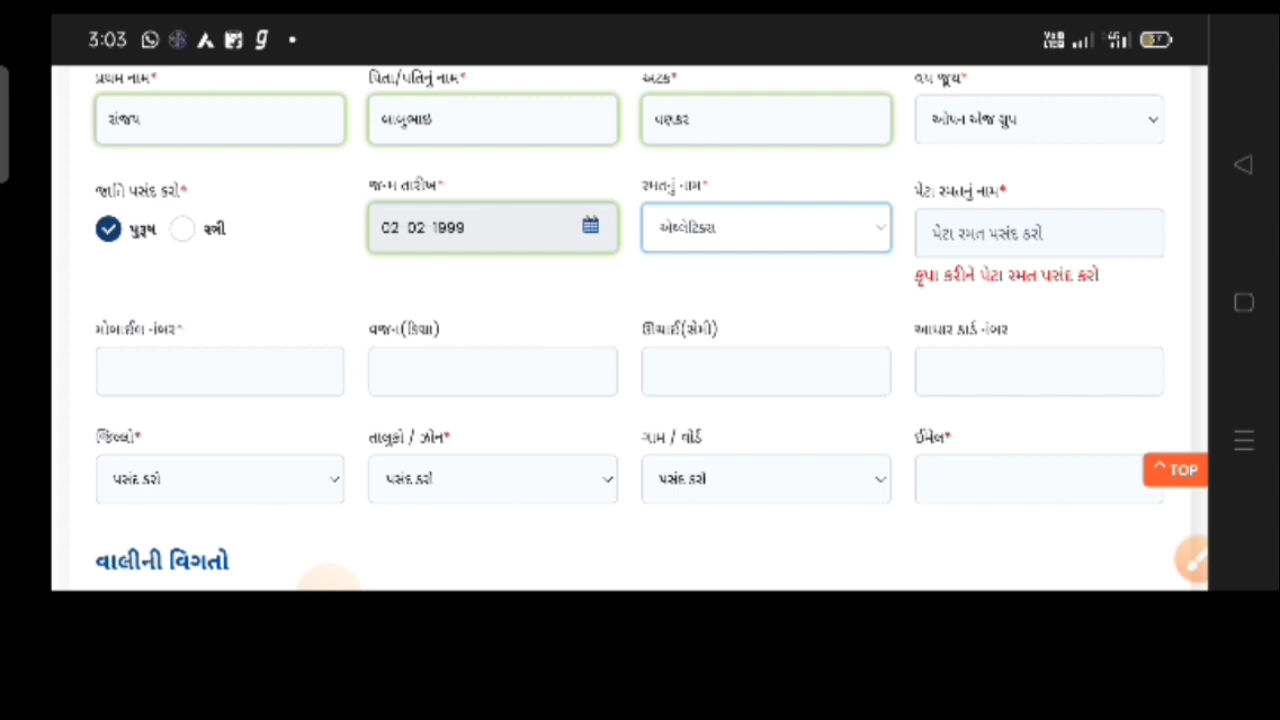 3:03
પ્રથમ નામ* પિતા/પતિનું નામ* અટક* વય જૂથ*
સંજય બાબુભાઇ વણકર ઓપન એજ ગ્રુપ
જાતિ પસંદ કરો* જન્મ તારીખ* રમતનું નામ* પેટા રમતનું નામ*
પુરૂષ સ્ત્રી 02 02 1999 એથ્લેટિક્સ પેટા રમત પસંદ કરો
કૃપા કરીને પેટા રમત પસંદ કરો
મોબાઈલ નંબર* વજન(કિગ્રા) ઊંચાઈ(સેમી) આધાર કાર્ડ નંબર
જિલ્લો* તાલુકો / ઝોન* ગામ / વોર્ડ ઈમેલ*
પસંદ કરો પસંદ કરો પસંદ કરો
TOP
વાલીની વિગતો